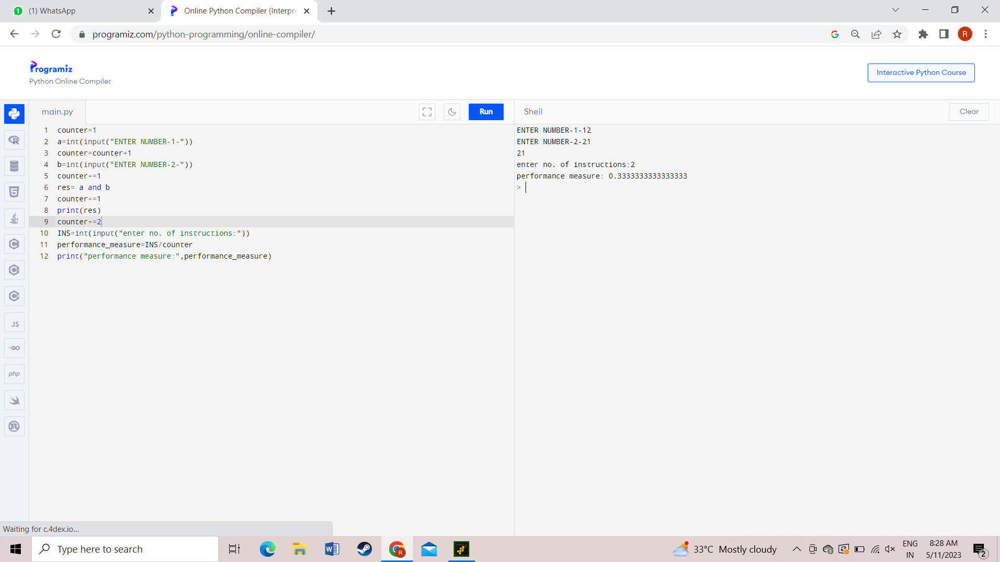 (1) WhatsApp
Online Python Compiler (Interpre
programiz.com/python-programming/online-compiler/
R
Programiz
Python Online Compiler
Interactive Python Course
main.py
Run
Shell
Clear
1 counter=1
2 a=int(input("ENTER NUMBER-1-"))
3 counter=counter+1
4 b=int(input("ENTER NUMBER-2-"))
5 counter+=1
6 res= a and b
7 counter+=1
8 print(res)
9 counter+=2
10 INS=int(input("enter no. of instructions:"))
11 performance_measure=INS/counter
12 print("performance measure:",performance_measure)
ENTER NUMBER-1-12
ENTER NUMBER-2-21
21
enter no. of instructions:2
performance measure: 0.3333333333333333
>
JS
GO
php
Waiting for c.4dex.io...
Type here to search
33°C Mostly cloudy
ENG
IN
8:28 AM
5/11/2023
2